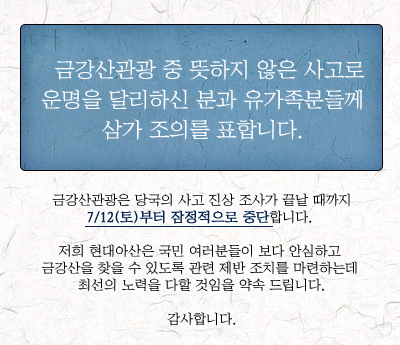 금강산관광 중 뜻하지 않은 사고로
운명을 달리하신 분과 유가족분들께
삼가 조의를 표합니다.
금강산관광은 당국의 사고 진상 조사가 끝날 때까지
7/12(토)부터 잠정적으로 중단합니다.
저희 현대아산은 국민 여러분들이 보다 안심하고
금강산을 찾을 수 있도록 관련 제반 조치를 마련하는데
최선의 노력을 다할 것임을 약속 드립니다.
감사합니다.